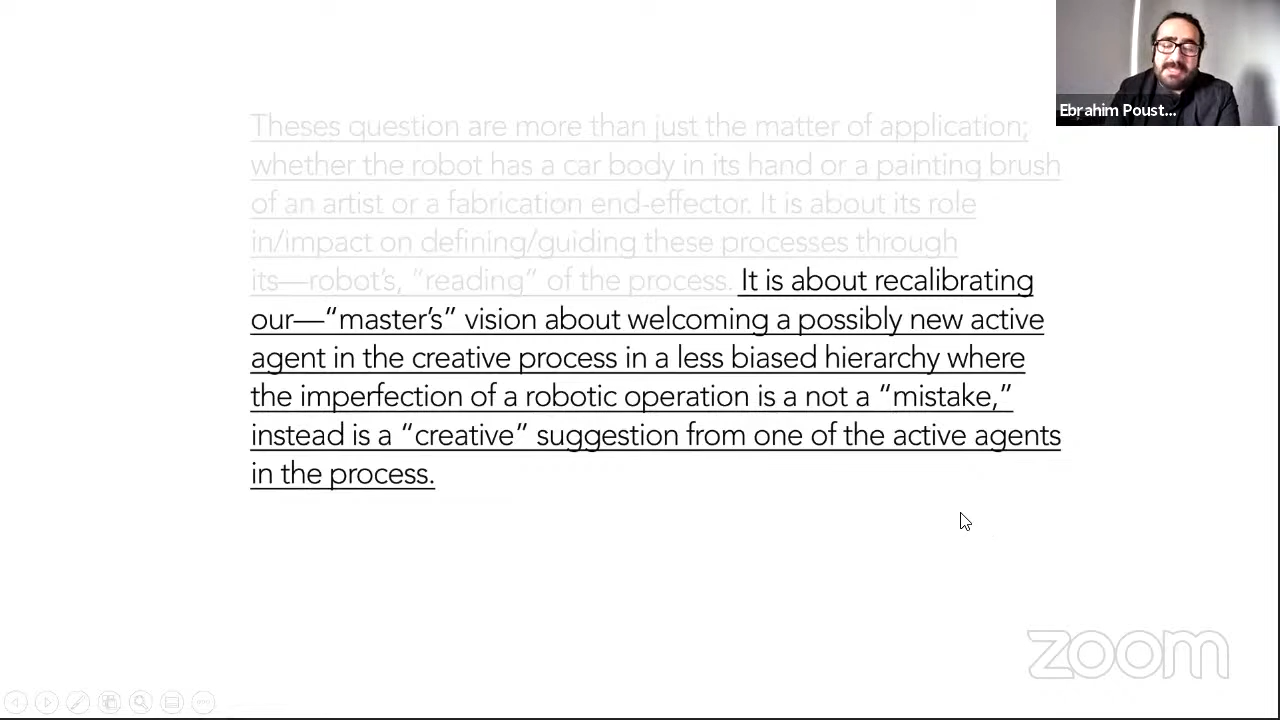 Theses question are more than just the matter of application;
whether the robot has a car body in its hand or a painting brush
of an artist or a fabrication end-effector. It is about its role
in/impact on defining/guiding these processes through
its—robot’s, “reading” of the process. It is about recalibrating
our—“master’s” vision about welcoming a possibly new active
agent in the creative process in a less biased hierarchy where
the imperfection of a robotic operation is a not a “mistake,”
instead is a “creative” suggestion from one of the active agents
in the process.
Ebrahim Poust...
zoom